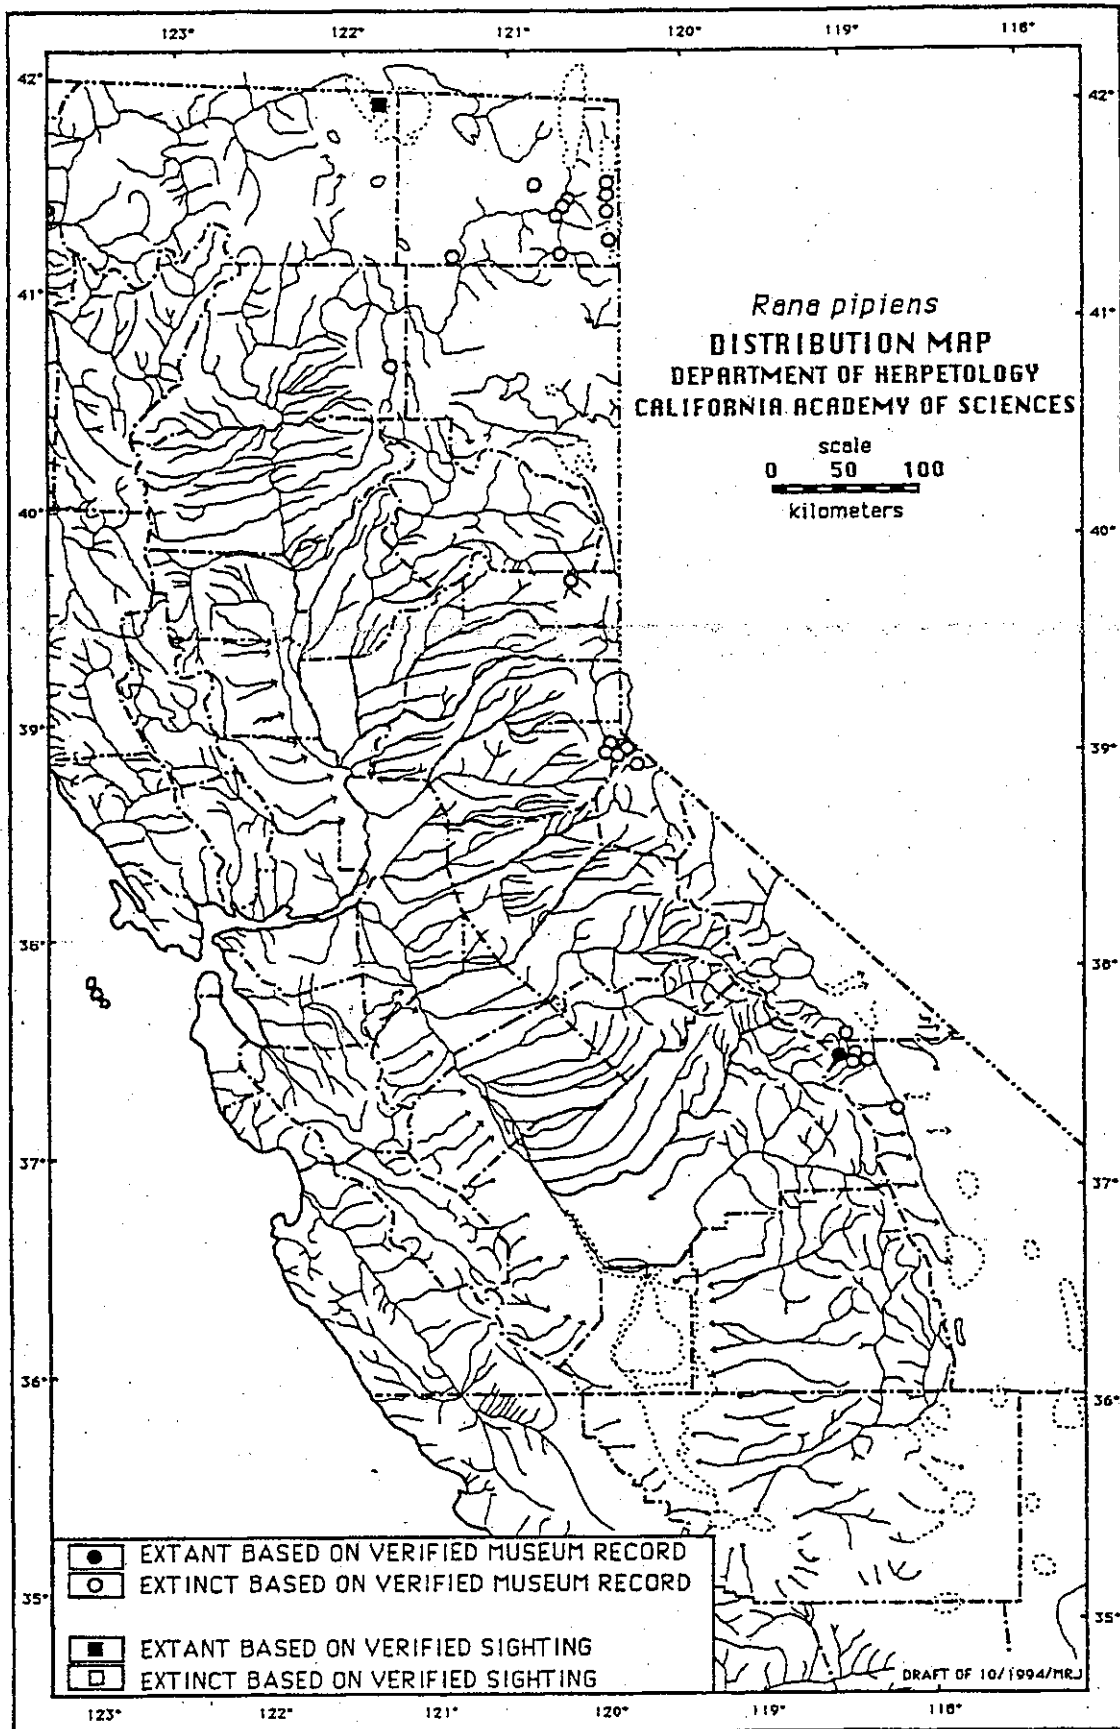 123° 122° 121° 120° 119° 118°
42° 42°
41° 41°
Rana pipiens
DISTRIBUTION MAP
DEPARTMENT OF HERPETOLOGY
CALIFORNIA ACADEMY OF SCIENCES
scale
0 50 100
kilometers
40° 40°
39° 39°
38° 38°
37° 37°
36° 36°
35° 35°
EXTANT BASED ON VERIFIED MUSEUM RECORD
EXTINCT BASED ON VERIFIED MUSEUM RECORD
EXTANT BASED ON VERIFIED SIGHTING
EXTINCT BASED ON VERIFIED SIGHTING
DRAFT OF 10/1994/MRJ
123° 122° 121° 120° 119° 118°